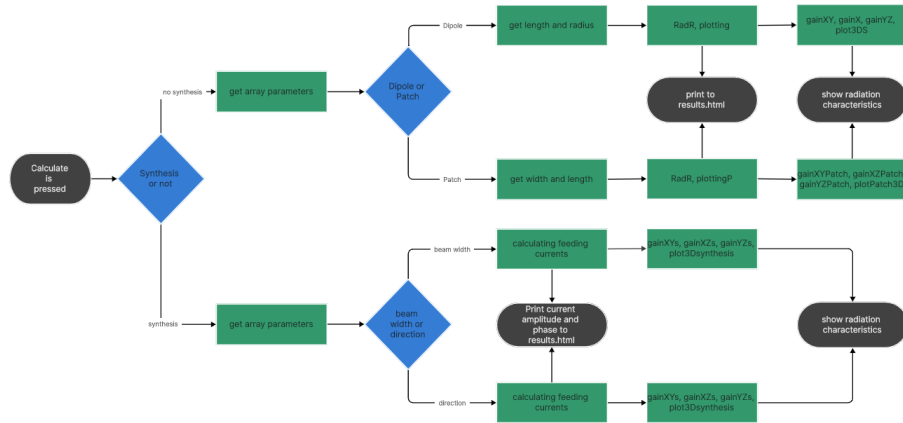 Dipole
get length and radius
RadR, plotting
gainXY, gainX, gainYZ,
plot3DS
no synthesis
get array parameters
Dipole or
Patch
print to
results.html
show radiation
characteristics
Calculate
is
pressed
Synthesis
or not
Patch
get width and length
RadR, plottingP
gainXYPatch, gainXZPatch,
gainYZPatch, plotPatch3D
beam width
calculating feeding
currents
gainXYs, gainXZs, gainYZs,
plot3Dsynthesis
synthesis
get array parameters
beam
width or
direction
Print current
amplitude and
phase to
results.html
show radiation
characteristics
direction
calculating feeding
currents
gainXYs, gainXZs, gainYZs,
plot3Dsynthesis